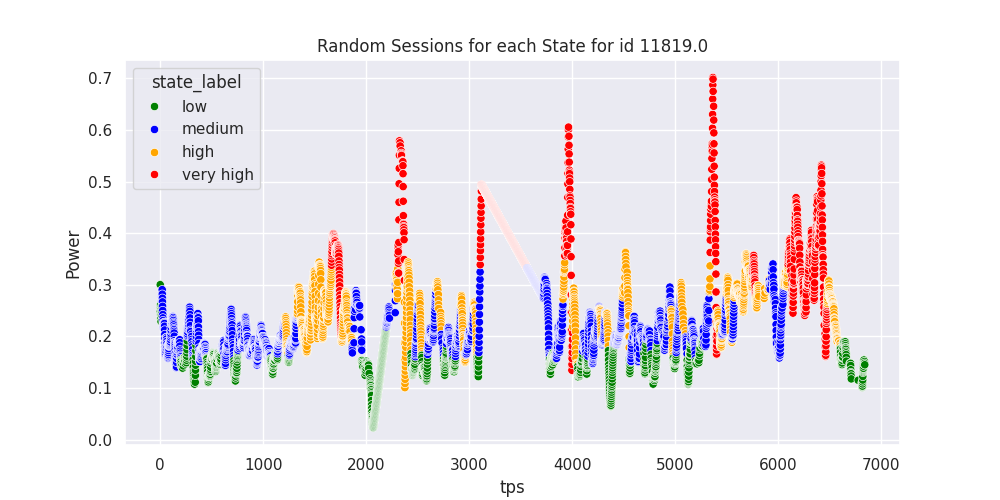 Random Sessions for each State for id 11819.0
state_label
low
medium
high
very high
Power
0.7
0.6
0.5
0.4
0.3
0.2
0.1
0.0
0 1000 2000 3000 4000 5000 6000 7000
tps